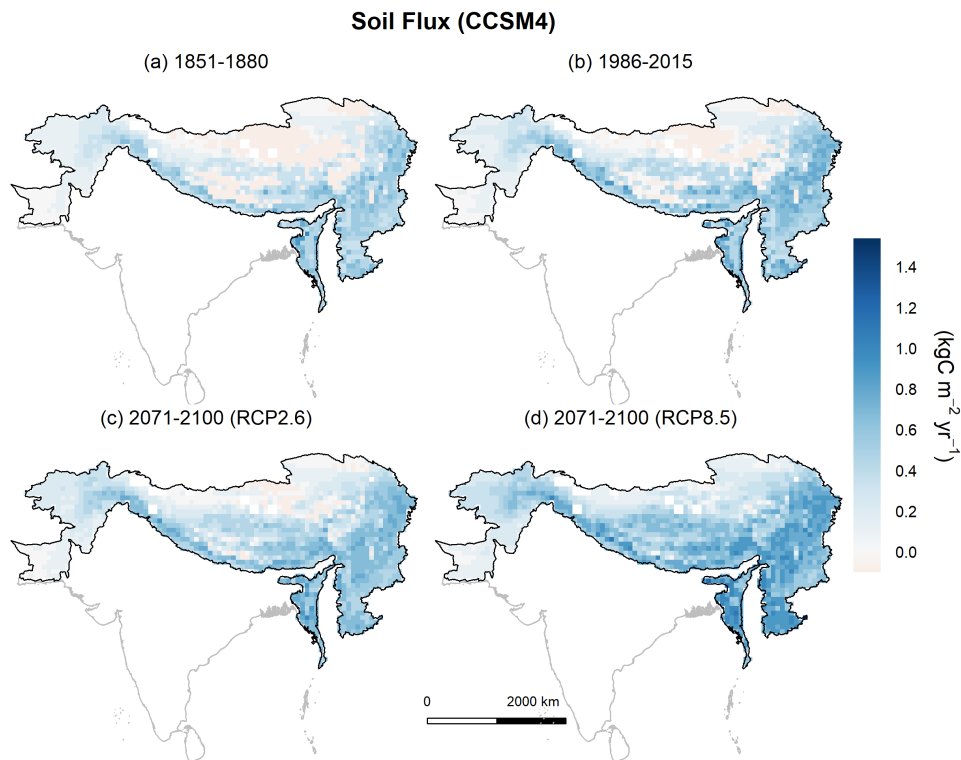 Soil Flux (CCSM4)
(a) 1851-1880
(b) 1986-2015
(c) 2071-2100 (RCP2.6)
(d) 2071-2100 (RCP8.5)
1.4
1.2
1.0
0.8
0.6
0.4
0.2
0.0
(kgC m⁻² yr⁻¹)
0 2000 km